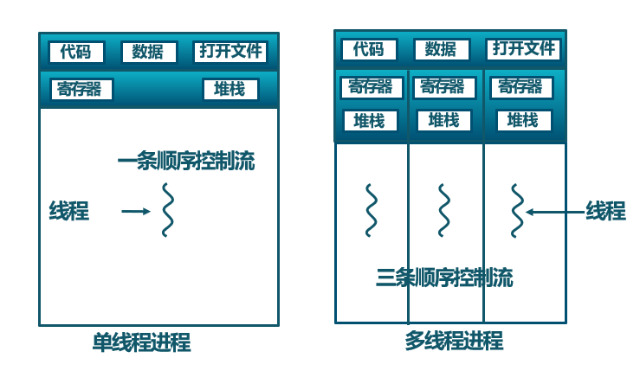 代码 数据 打开文件
寄存器 堆栈
一条顺序控制流
线程
单线程进程
代码 数据 打开文件
寄存器 寄存器 寄存器
堆栈 堆栈 堆栈
线程
三条顺序控制流
多线程进程